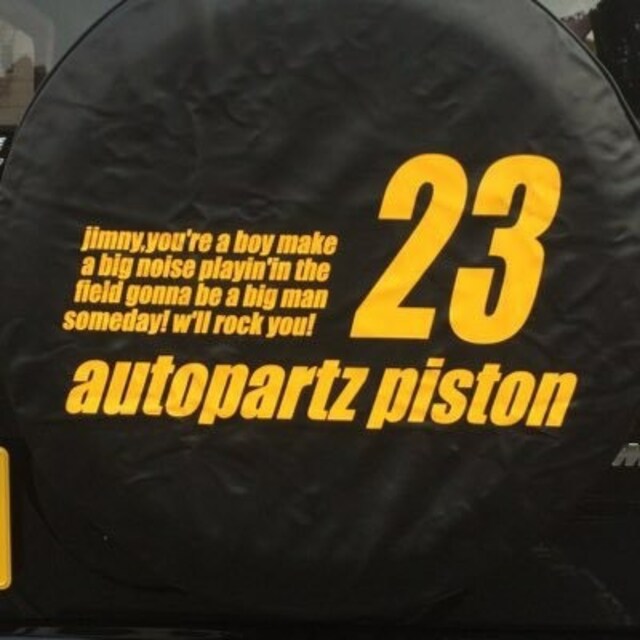 jimny,you're a boy make
a big noise playin'in the
field gonna be a big man
someday! w'll rock you!
23
autopartz piston